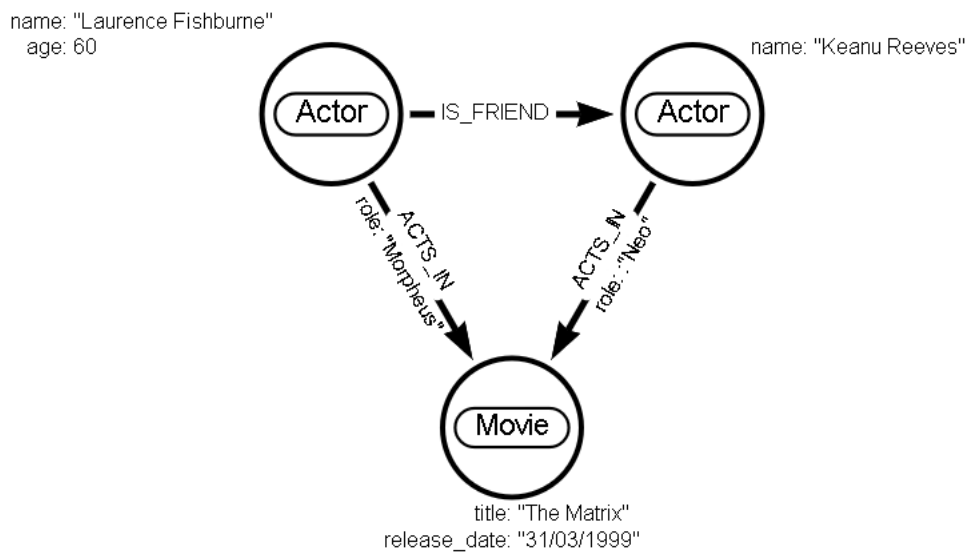 name: "Laurence Fishburne"
age: 60
name: "Keanu Reeves"
Actor
IS_FRIEND
Actor
ACTS_IN
role: "Morpheus"
ACTS_IN
role: :"Neo"
Movie
title: "The Matrix"
release_date: "31/03/1999"